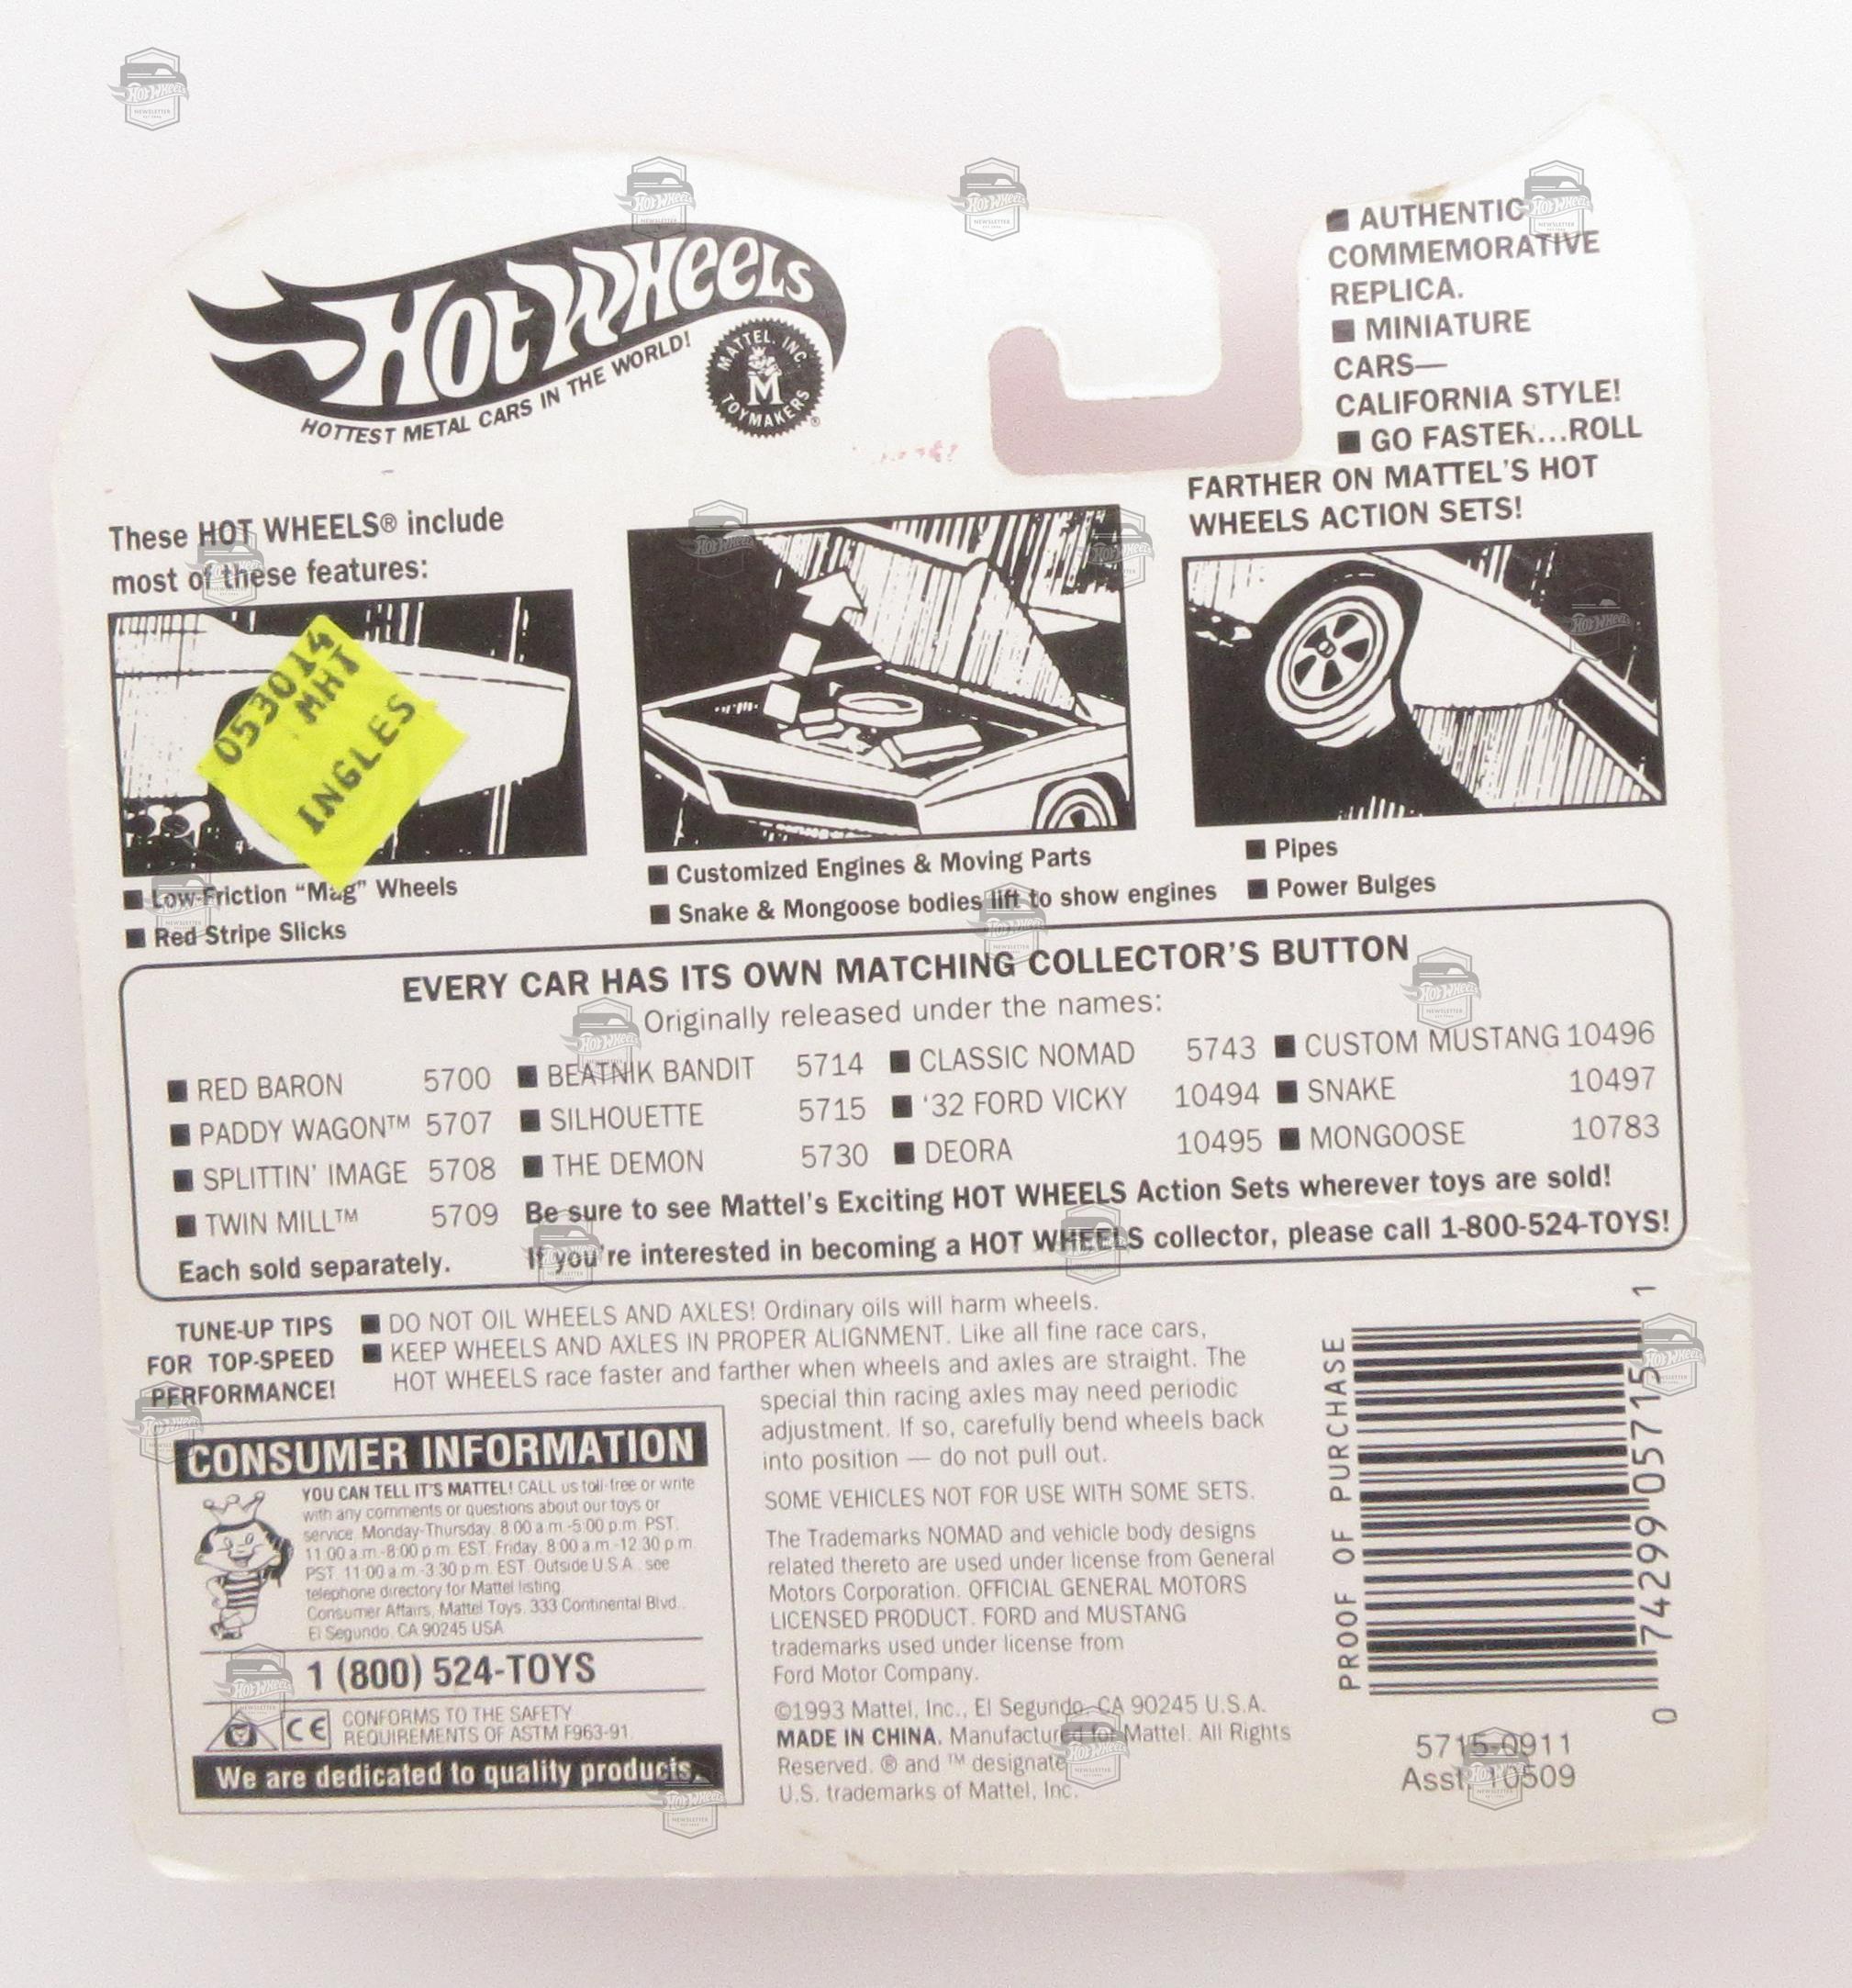 HOT WHEELS
HOTTEST METAL CARS IN THE WORLD!
MATTEL, INC.
M
TOYMAKERS®
■ AUTHENTIC
COMMEMORATIVE
REPLICA.
■ MINIATURE
CARS—
CALIFORNIA STYLE!
■ GO FASTER...ROLL
FARTHER ON MATTEL'S HOT
WHEELS ACTION SETS!
These HOT WHEELS® include
most of these features:
053014
MHI
INGLES
■ Low-Friction “Mag” Wheels
■ Red Stripe Slicks
■ Customized Engines & Moving Parts
■ Snake & Mongoose bodies lift to show engines
■ Pipes
■ Power Bulges
EVERY CAR HAS ITS OWN MATCHING COLLECTOR'S BUTTON
Originally released under the names:
■ RED BARON 5700 ■ BEATNIK BANDIT 5714 ■ CLASSIC NOMAD 5743 ■ CUSTOM MUSTANG 10496
■ PADDY WAGON™ 5707 ■ SILHOUETTE 5715 ■ '32 FORD VICKY 10494 ■ SNAKE 10497
■ SPLITTIN' IMAGE 5708 ■ THE DEMON 5730 ■ DEORA 10495 ■ MONGOOSE 10783
■ TWIN MILL™ 5709 Be sure to see Mattel's Exciting HOT WHEELS Action Sets wherever toys are sold!
Each sold separately. If you're interested in becoming a HOT WHEELS collector, please call 1-800-524-TOYS!
TUNE-UP TIPS
FOR TOP-SPEED
PERFORMANCE!
■ DO NOT OIL WHEELS AND AXLES! Ordinary oils will harm wheels.
■ KEEP WHEELS AND AXLES IN PROPER ALIGNMENT. Like all fine race cars,
HOT WHEELS race faster and farther when wheels and axles are straight. The
special thin racing axles may need periodic
adjustment. If so, carefully bend wheels back
into position — do not pull out.
SOME VEHICLES NOT FOR USE WITH SOME SETS.
The Trademarks NOMAD and vehicle body designs
related thereto are used under license from General
Motors Corporation. OFFICIAL GENERAL MOTORS
LICENSED PRODUCT. FORD and MUSTANG
trademarks used under license from
Ford Motor Company.
©1993 Mattel, Inc., El Segundo, CA 90245 U.S.A.
MADE IN CHINA. Manufactured for Mattel. All Rights
Reserved. ® and ™ designate
U.S. trademarks of Mattel, Inc.
CONSUMER INFORMATION
YOU CAN TELL IT'S MATTEL! CALL us toll-free or write
with any comments or questions about our toys or
service. Monday-Thursday, 8:00 a.m.-5:00 p.m. PST,
11:00 a.m.-8:00 p.m. EST. Friday, 8:00 a.m.-12:30 p.m.
PST, 11:00 a.m.-3:30 p.m. EST. Outside U.S.A., see
telephone directory for Mattel listing.
Consumer Affairs, Mattel Toys, 333 Continental Blvd.,
El Segundo, CA 90245 USA
1 (800) 524-TOYS
CE
CONFORMS TO THE SAFETY
REQUIREMENTS OF ASTM F963-91.
We are dedicated to quality products.
PROOF OF PURCHASE
0 74299 05715 1
5715-0911
Asst. 10509